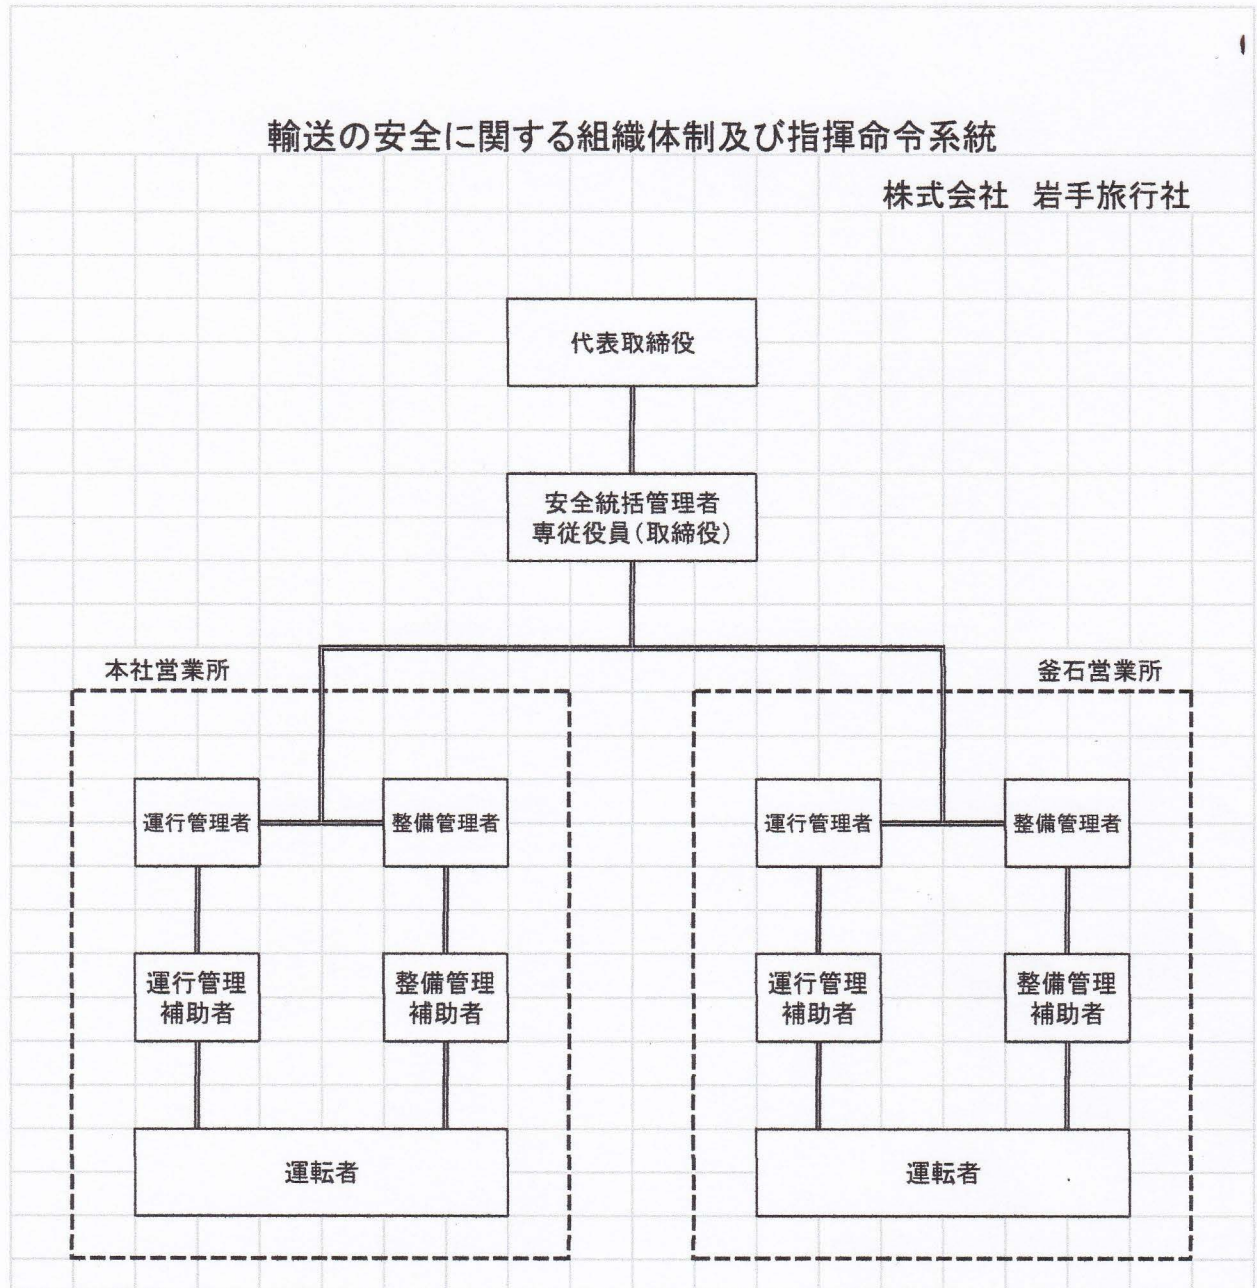 輸送の安全に関する組織体制及び指揮命令系統
株式会社　岩手旅行社
代表取締役
安全統括管理者
専従役員(取締役)
本社営業所
釜石営業所
運行管理者
整備管理者
運行管理者
整備管理者
運行管理
補助者
整備管理
補助者
運行管理
補助者
整備管理
補助者
運転者
運転者